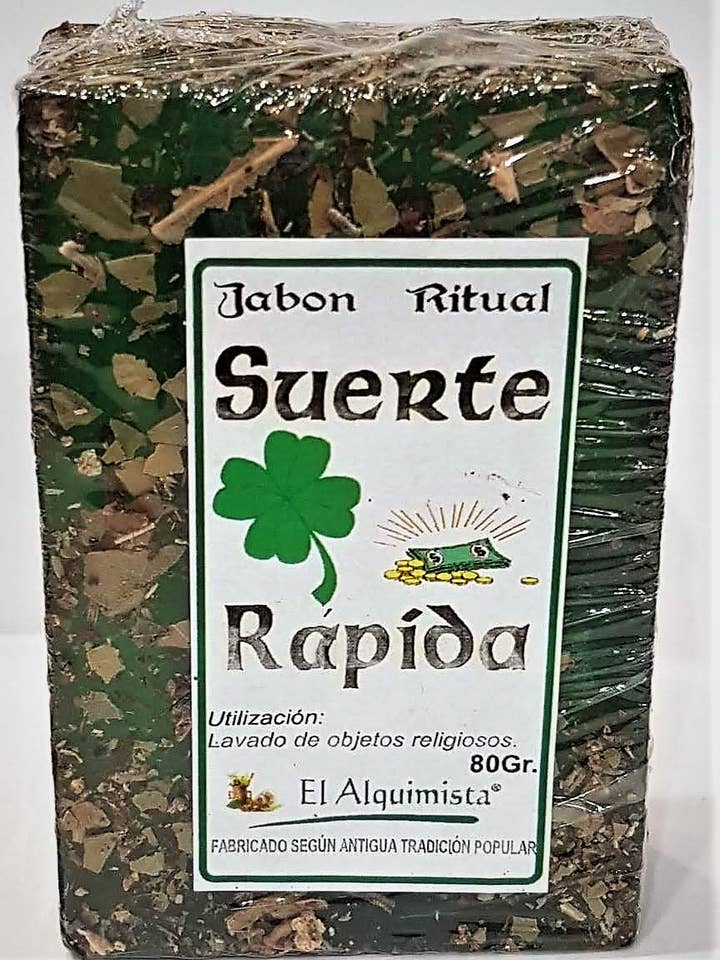 Jabon Ritual
Suerte
$ $
Rápida
Utilización:
Lavado de objetos religiosos.
80Gr.
El Alquimista®
FABRICADO SEGÚN ANTIGUA TRADICIÓN POPULAR